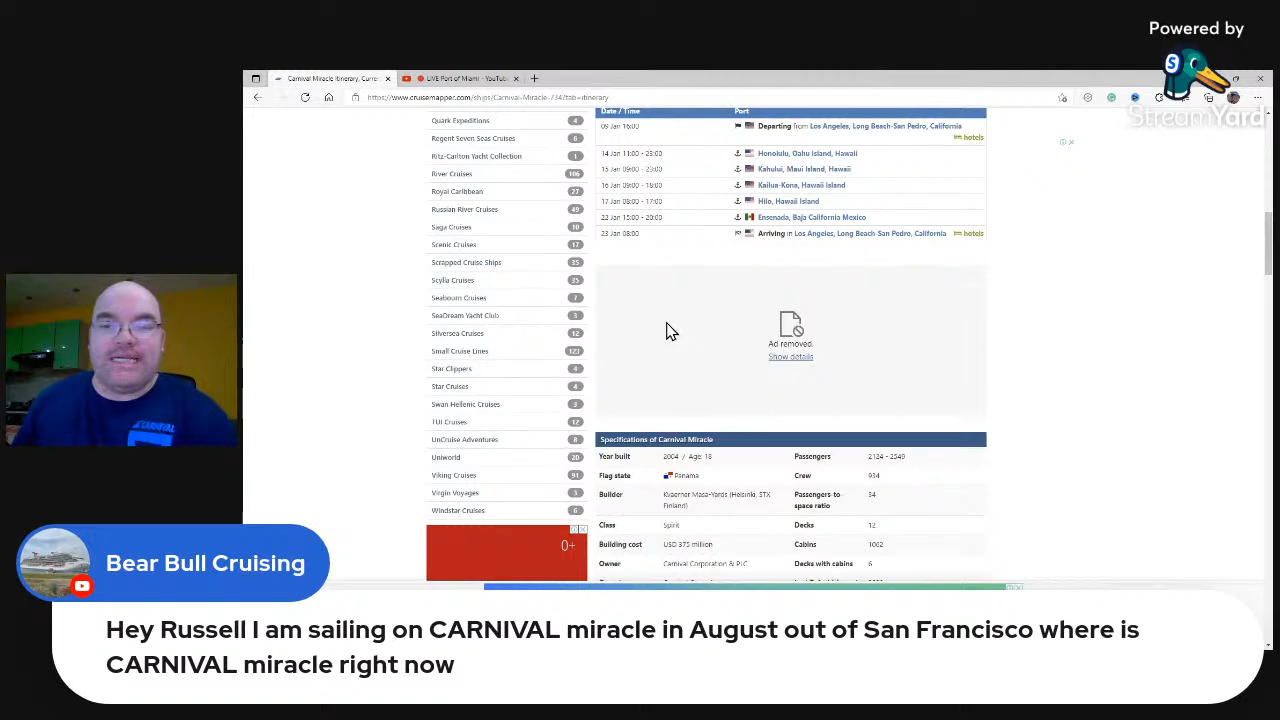 Powered by
StreamYard
Carnival Miracle Itinerary, Curre
LIVE Port of Miami - YouTube
https://www.cruisemapper.com/ships/Carnival-Miracle-734?tab=itinerary
Quark Expeditions 4
Regent Seven Seas Cruises 6
Ritz-Carlton Yacht Collection 1
River Cruises 106
Royal Caribbean 27
Russian River Cruises 49
Saga Cruises 10
Scenic Cruises 17
Scrapped Cruise Ships 35
Scylla Cruises 35
Seabourn Cruises 7
SeaDream Yacht Club 3
Silversea Cruises 12
Small Cruise Lines 123
Star Clippers 4
Star Cruises 4
Swan Hellenic Cruises 3
TUI Cruises 12
UnCruise Adventures 8
Uniworld 20
Viking Cruises 91
Virgin Voyages 3
Windstar Cruises 6
0+
Date / Time Port
09 Jan 16:00 Departing from Los Angeles, Long Beach-San Pedro, California
hotels
14 Jan 11:00 - 23:00 Honolulu, Oahu Island, Hawaii
15 Jan 09:00 - 23:00 Kahului, Maui Island, Hawaii
16 Jan 09:00 - 18:00 Kailua-Kona, Hawaii Island
17 Jan 08:00 - 17:00 Hilo, Hawaii Island
22 Jan 15:00 - 20:00 Ensenada, Baja California Mexico
23 Jan 08:00 Arriving in Los Angeles, Long Beach-San Pedro, California hotels
Ad removed.
Show details
Specifications of Carnival Miracle
Year built 2004 / Age: 18 Passengers 2124 - 2549
Flag state Panama Crew 934
Builder Kvaerner Masa-Yards (Helsinki, STX Finland) Passengers-to-space ratio 34
Class Spirit Decks 12
Building cost USD 375 million Cabins 1062
Owner Carnival Corporation & PLC Decks with cabins 6
CARNIVAL
Bear Bull Cruising
Hey Russell I am sailing on CARNIVAL miracle in August out of San Francisco where is
CARNIVAL miracle right now